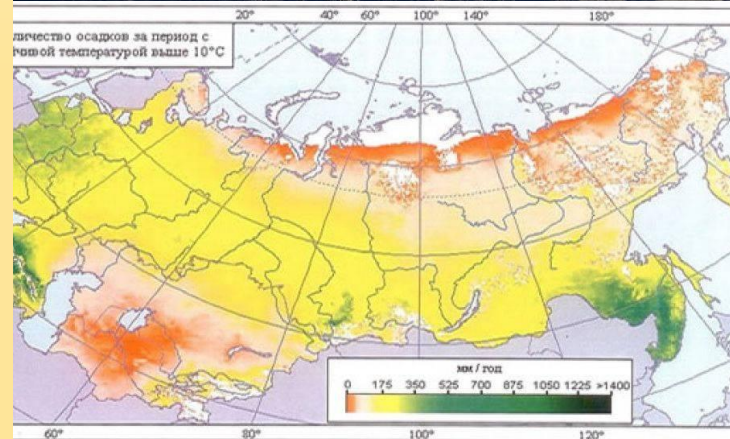 20° 40° 60° 100° 140° 180°
личество осадков за период с
йчивой температурой выше 10°C
мм / год
0 175 350 525 700 875 1050 1225 >1400
60° 80° 100° 120°